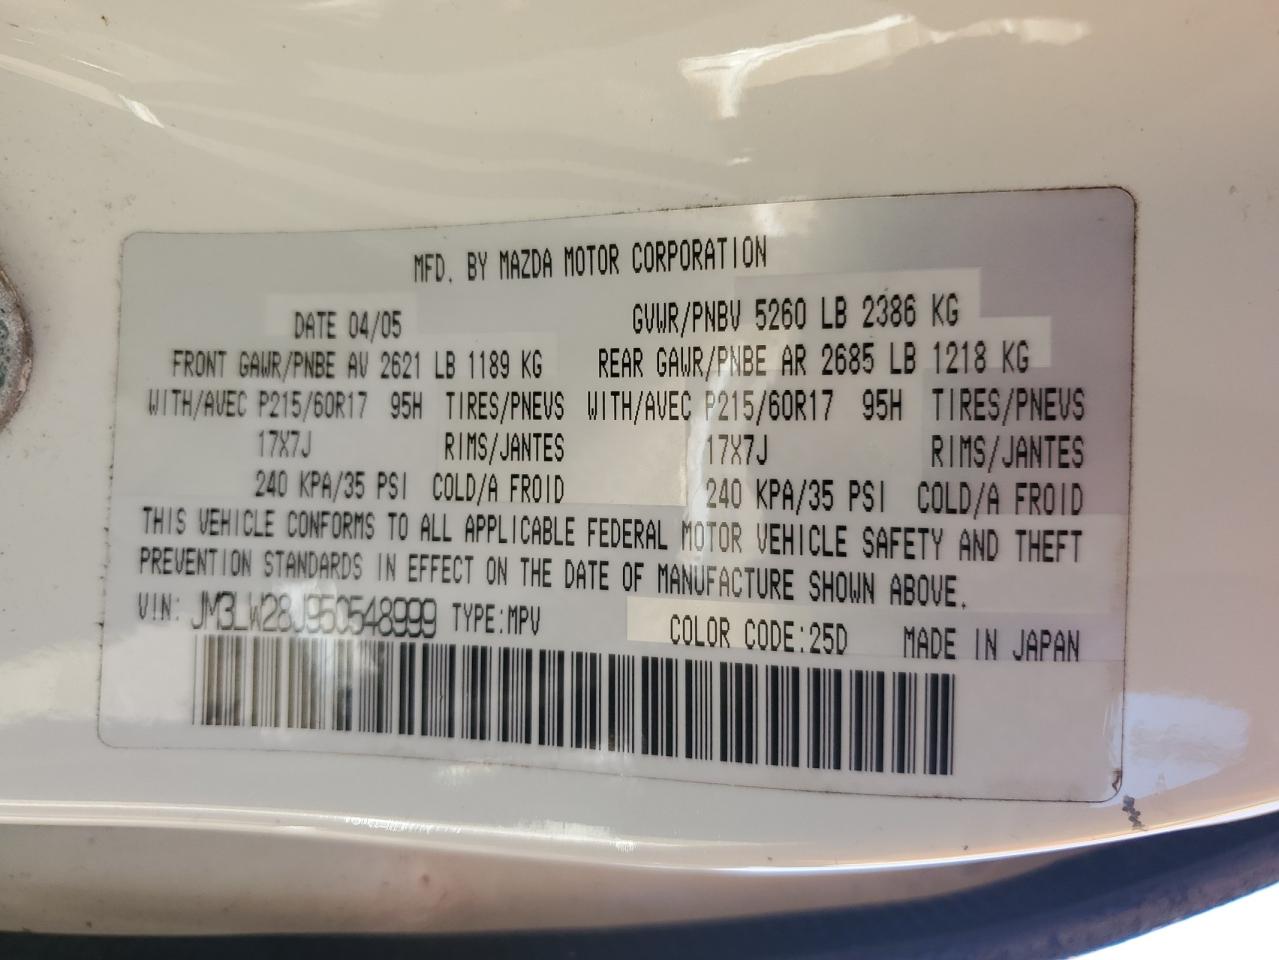 MFD. BY MAZDA MOTOR CORPORATION
DATE 04/05 GVWR/PNBV 5260 LB 2386 KG
FRONT GAWR/PNBE AV 2621 LB 1189 KG REAR GAWR/PNBE AR 2685 LB 1218 KG
WITH/AVEC P215/60R17 95H TIRES/PNEUS WITH/AVEC P215/60R17 95H TIRES/PNEUS
17X7J RIMS/JANTES 17X7J RIMS/JANTES
240 KPA/35 PSI COLD/A FROID 240 KPA/35 PSI COLD/A FROID
THIS VEHICLE CONFORMS TO ALL APPLICABLE FEDERAL MOTOR VEHICLE SAFETY AND THEFT
PREVENTION STANDARDS IN EFFECT ON THE DATE OF MANUFACTURE SHOWN ABOVE.
VIN: JM3LW28J950548999 TYPE:MPV COLOR CODE:25D MADE IN JAPAN